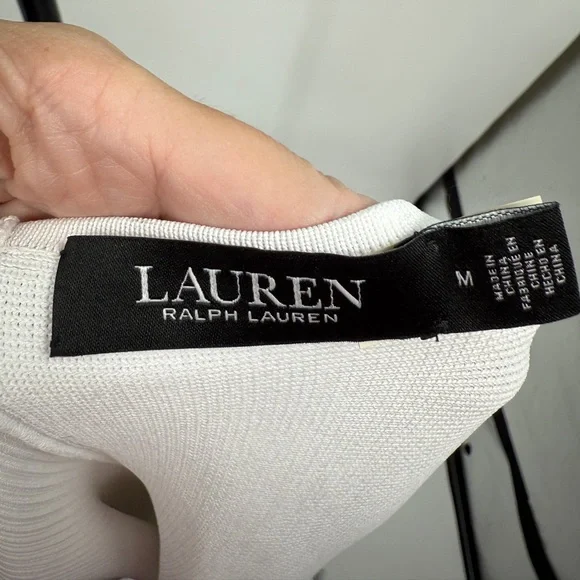 LAUREN
RALPH LAUREN
M
MADE IN
CHINA
FABRIQUÉ EN
CHINE
HECHO EN
CHINA